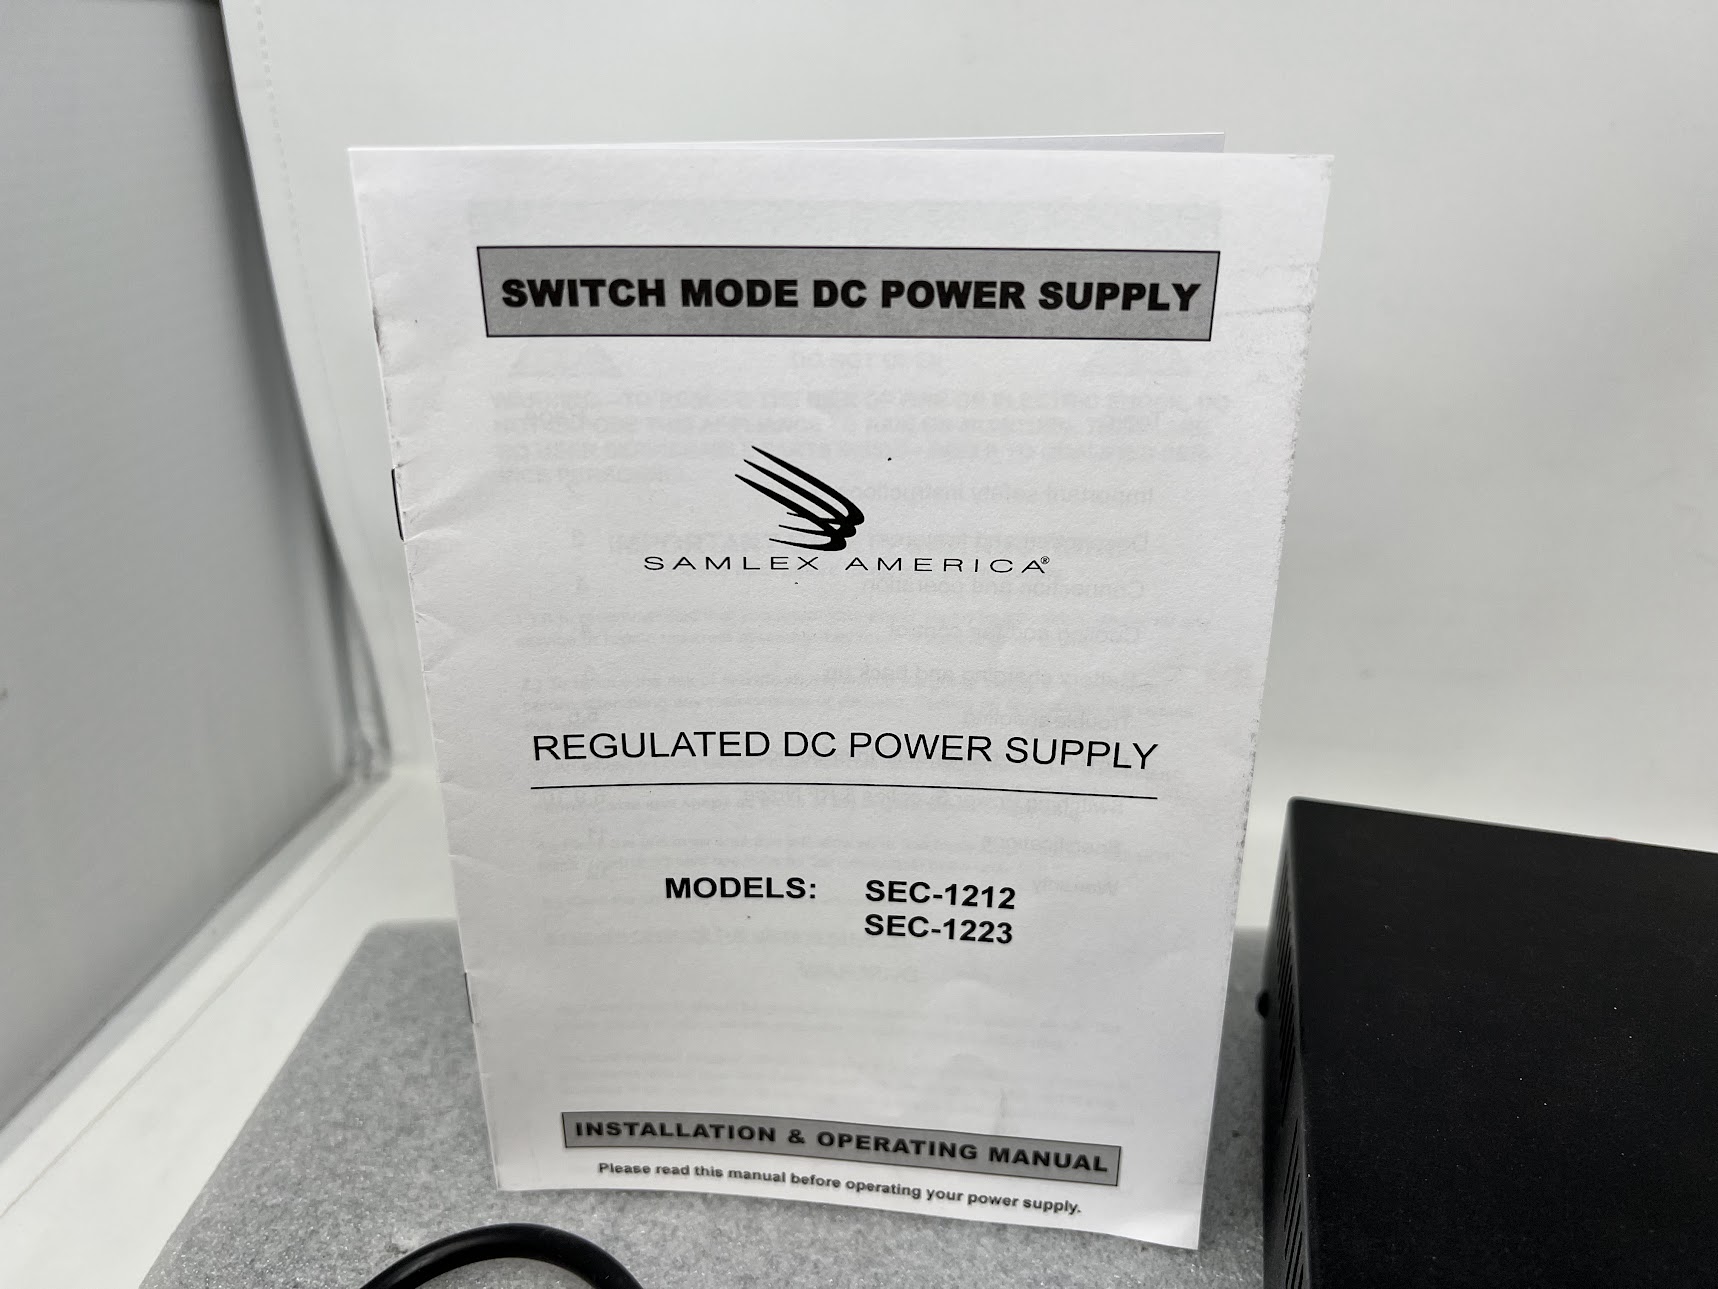 SWITCH MODE DC POWER SUPPLY
SAMLEX AMERICA®
REGULATED DC POWER SUPPLY
MODELS: SEC-1212
SEC-1223
INSTALLATION & OPERATING MANUAL
Please read this manual before operating your power supply.